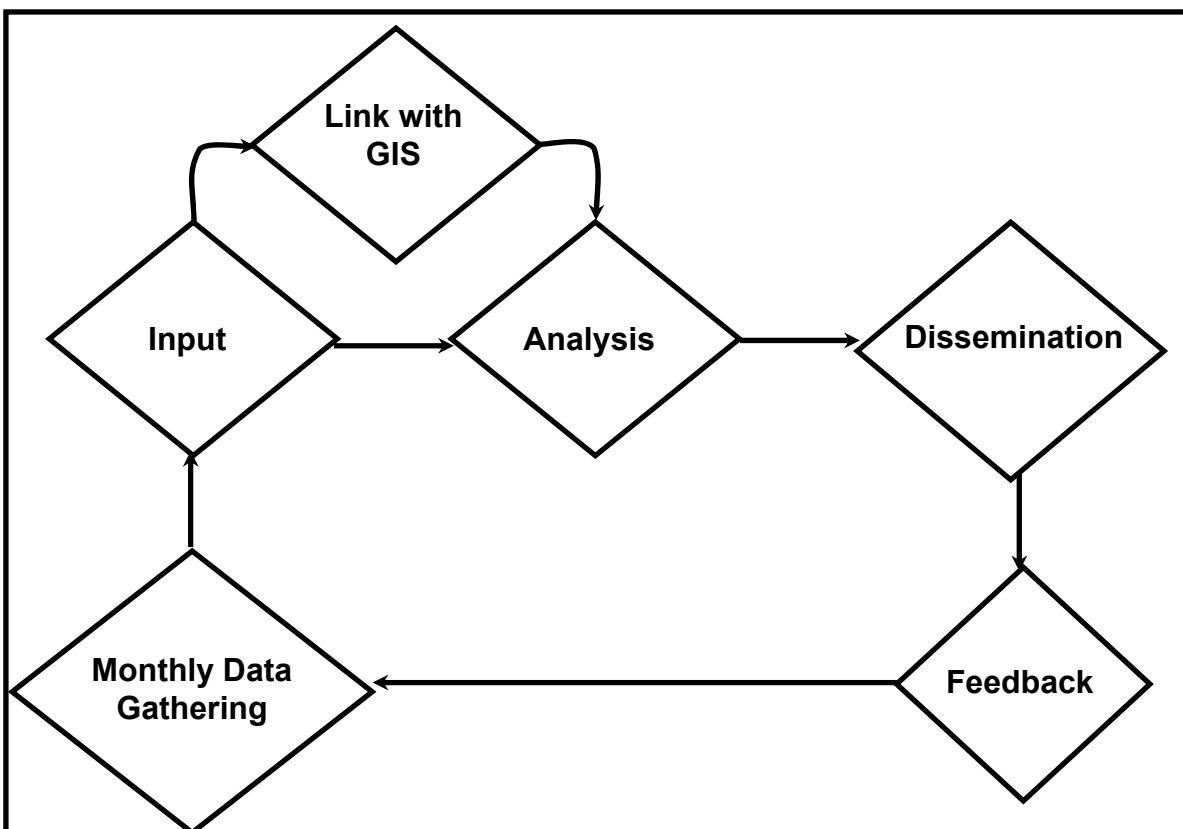 Link with
GIS
Input
Analysis
Dissemination
Monthly Data
Gathering
Feedback